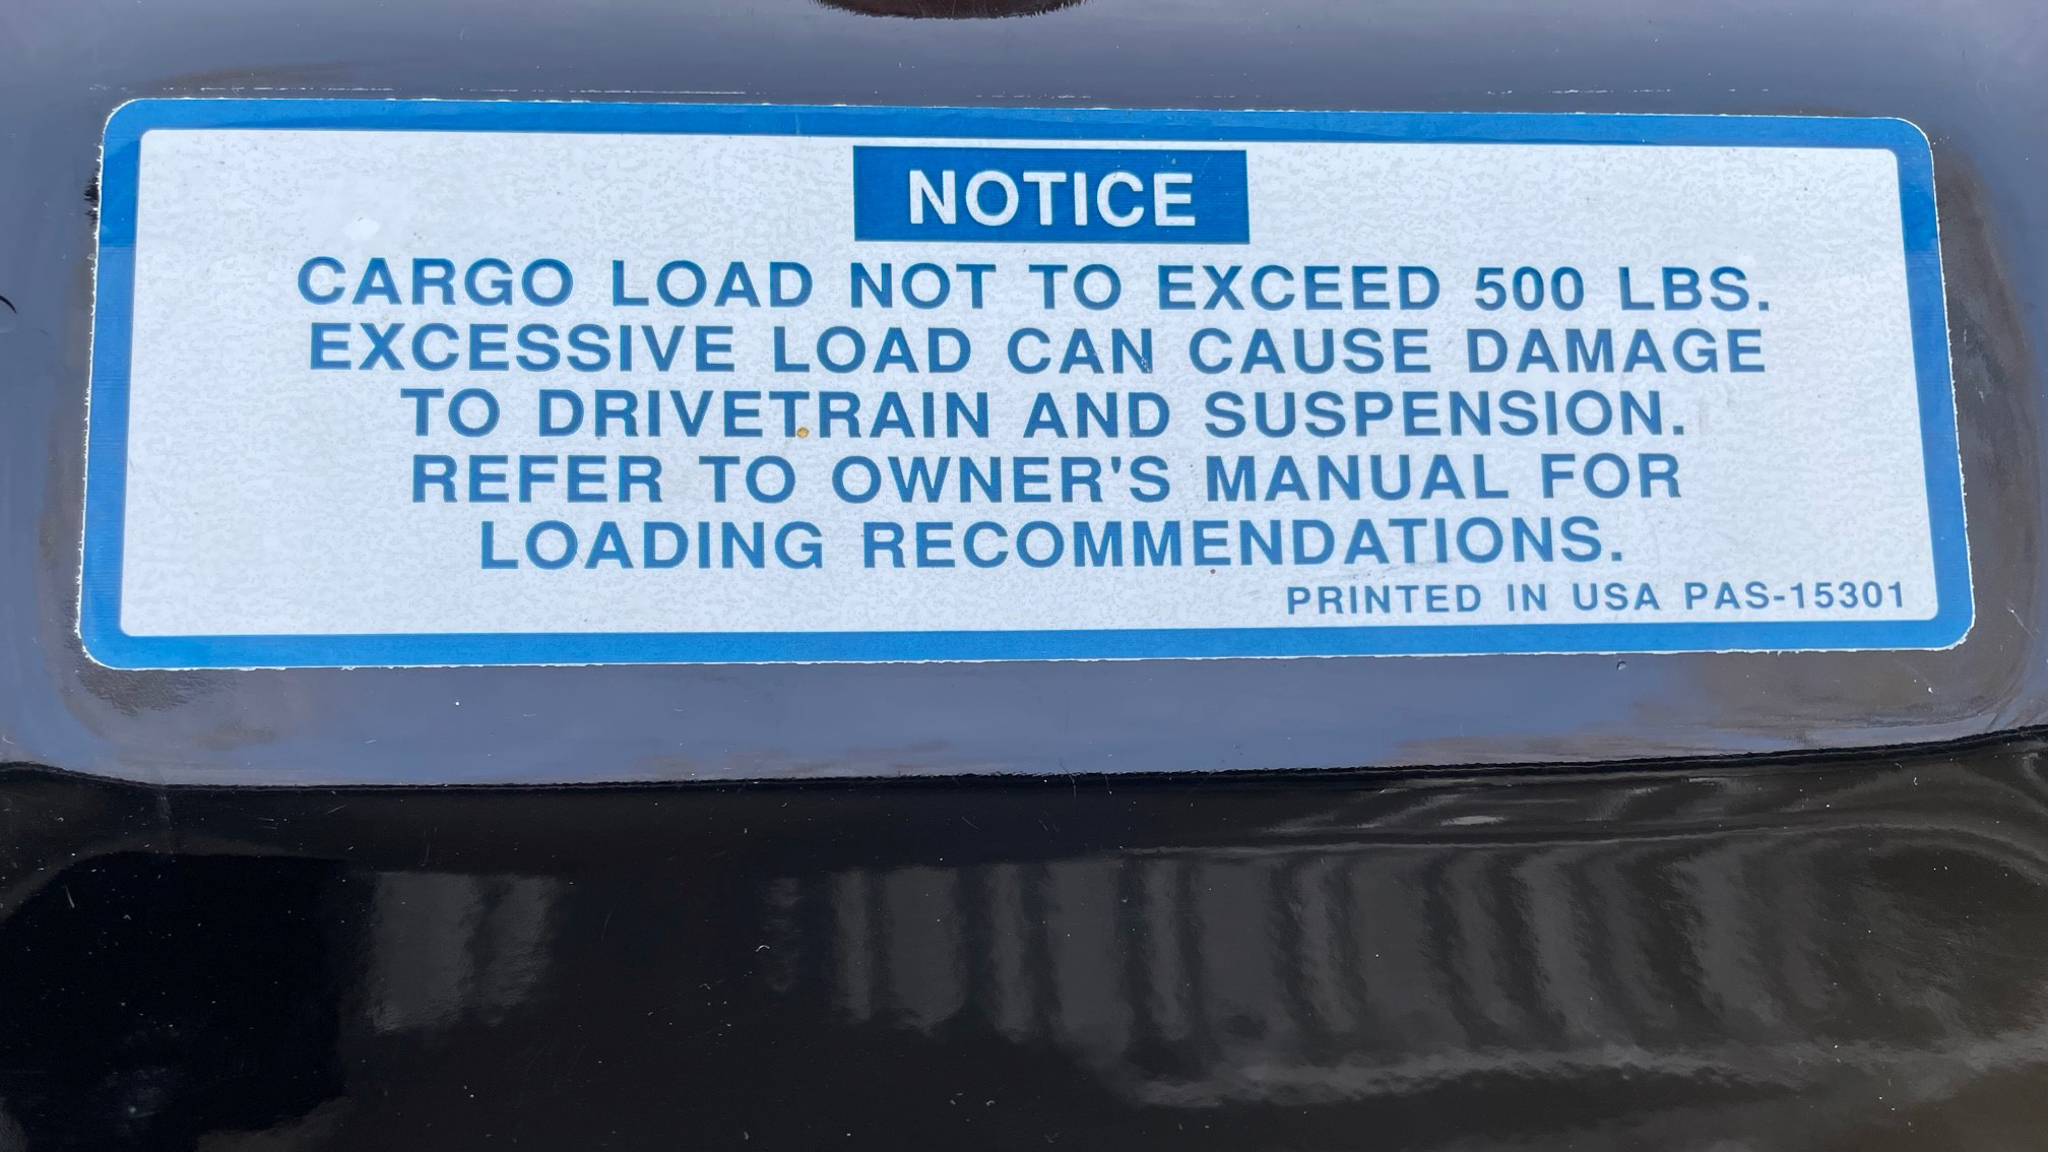 NOTICE
CARGO LOAD NOT TO EXCEED 500 LBS.
EXCESSIVE LOAD CAN CAUSE DAMAGE
TO DRIVETRAIN AND SUSPENSION.
REFER TO OWNER'S MANUAL FOR
LOADING RECOMMENDATIONS.
PRINTED IN USA PAS-15301